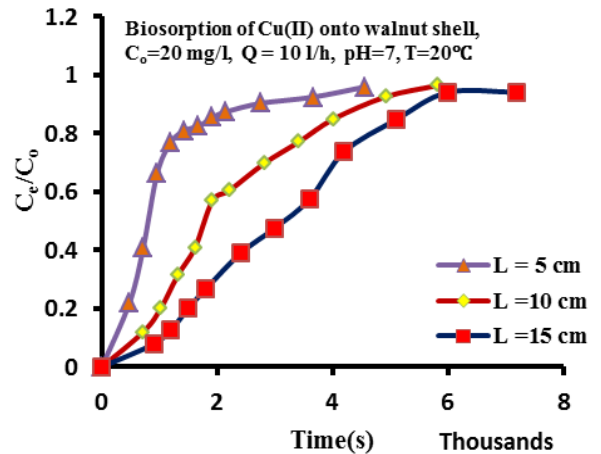 Biosorption of Cu(II) onto walnut shell,
Co=20 mg/l, Q = 10 l/h, pH=7, T=20℃
1.2
1
0.8
0.6
0.4
0.2
0
Ce/Co
L = 5 cm
L =10 cm
L =15 cm
0 2 4 6 8
Time(s) Thousands